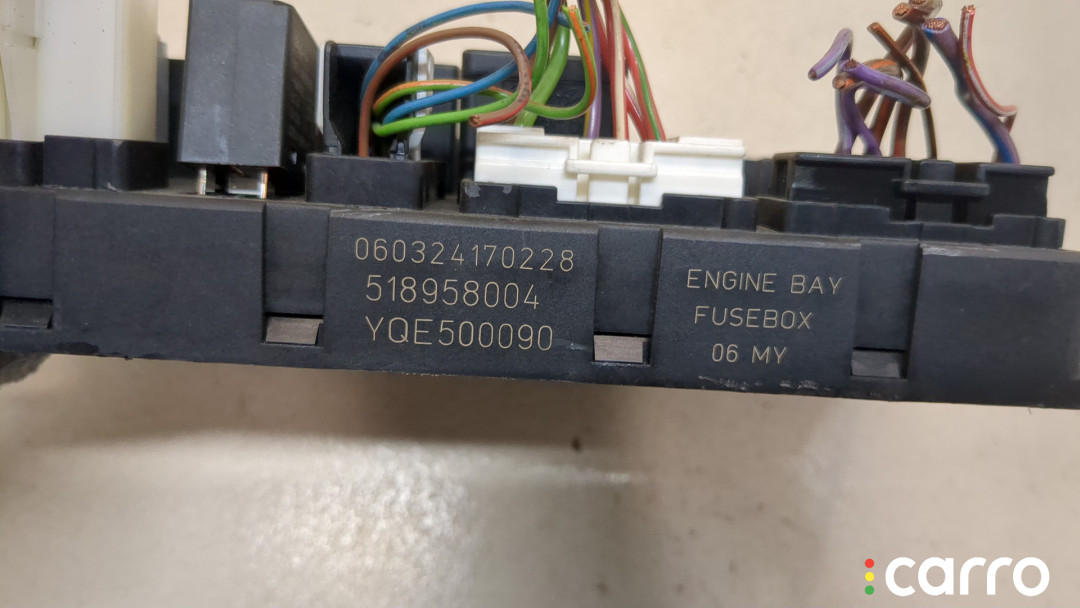 060324170228
518958004
YQE500090
ENGINE BAY
FUSEBOX
06 MY
carro